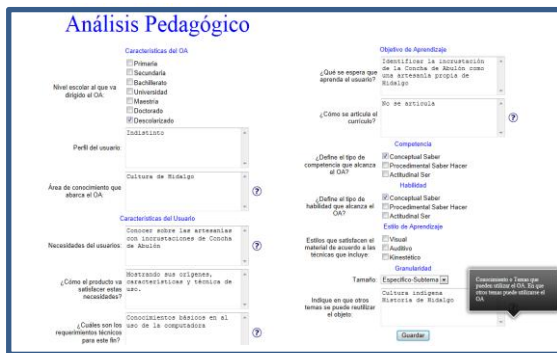 Análisis Pedagógico
Características del OA
Nivel escolar al que va
dirigido el OA:
Primaria
Secundaria
Bachillerato
Universidad
Maestría
Doctorado
Descolarizado
Perfil del usuario:
Indistinto
Área de conocimiento que
abarca el OA:
Cultura de Hidalgo
Características del Usuario
Necesidades del usuarios:
Conocer sobre las artesanías
con incrustaciones de Concha
de Abulón
¿Cómo el producto va
satisfacer estas
necesidades?
Mostrando sus orígenes,
características y técnica de
uso.
¿Cuáles son los
requerimientos técnicos
para este fin?
Conocimientos básicos en al
uso de la computadora
Objetivo de Aprendizaje
¿Qué se espera que
aprenda el usuario?
Identificar la incrustación
de la Concha de Abulón como
una artesanía propia de
Hidalgo
¿Cómo se articula el
currículo?
No se articula
Competencia
¿Define el tipo de
competencia que alcanza
el OA?
Conceptual Saber
Procedimental Saber Hacer
Actitudinal Ser
Habilidad
¿Define el tipo de
habilidad que alcanza el
OA?
Conceptual Saber
Procedimental Saber Hacer
Actitudinal Ser
Estilo de Aprendizaje
Estilos que satisfacen el
material de acuerdo a las
técnicas que incluye:
Visual
Auditivo
Kinestético
Granularidad
Tamaño:
Específico-Subtema
Indique en que otros
temas se puede reutilizar
el objeto:
Cultura indígena
Historia de Hidalgo
Conocimiento o Temas que
pueden utilizar el OA. En que
otros temas puede utilizarse el
OA
Guardar